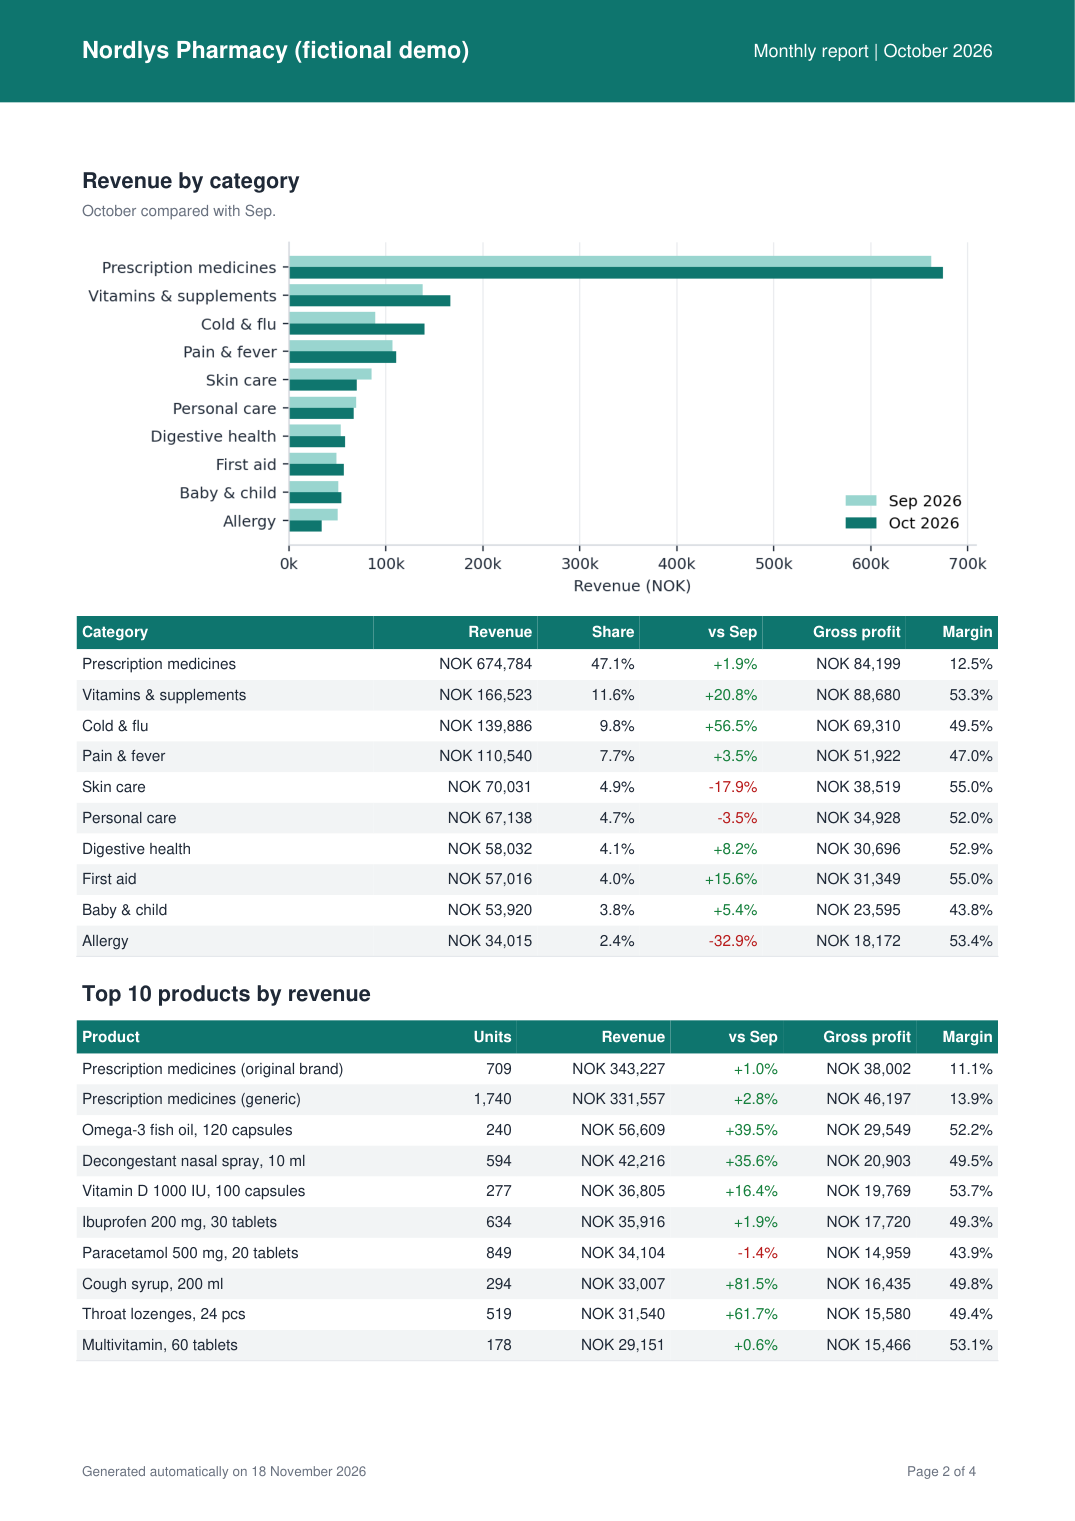 Nordlys Pharmacy (fictional demo) Monthly report | October 2026
Revenue by category
October compared with Sep.
Prescription medicines
Vitamins & supplements
Cold & flu
Pain & fever
Skin care
Personal care
Digestive health
First aid
Baby & child
Allergy
Sep 2026
Oct 2026
0k 100k 200k 300k 400k 500k 600k 700k
Revenue (NOK)
Category Revenue Share vs Sep Gross profit Margin
Prescription medicines NOK 674,784 47.1% +1.9% NOK 84,199 12.5%
Vitamins & supplements NOK 166,523 11.6% +20.8% NOK 88,680 53.3%
Cold & flu NOK 139,886 9.8% +56.5% NOK 69,310 49.5%
Pain & fever NOK 110,540 7.7% +3.5% NOK 51,922 47.0%
Skin care NOK 70,031 4.9% -17.9% NOK 38,519 55.0%
Personal care NOK 67,138 4.7% -3.5% NOK 34,928 52.0%
Digestive health NOK 58,032 4.1% +8.2% NOK 30,696 52.9%
First aid NOK 57,016 4.0% +15.6% NOK 31,349 55.0%
Baby & child NOK 53,920 3.8% +5.4% NOK 23,595 43.8%
Allergy NOK 34,015 2.4% -32.9% NOK 18,172 53.4%
Top 10 products by revenue
Product Units Revenue vs Sep Gross profit Margin
Prescription medicines (original brand) 709 NOK 343,227 +1.0% NOK 38,002 11.1%
Prescription medicines (generic) 1,740 NOK 331,557 +2.8% NOK 46,197 13.9%
Omega-3 fish oil, 120 capsules 240 NOK 56,609 +39.5% NOK 29,549 52.2%
Decongestant nasal spray, 10 ml 594 NOK 42,216 +35.6% NOK 20,903 49.5%
Vitamin D 1000 IU, 100 capsules 277 NOK 36,805 +16.4% NOK 19,769 53.7%
Ibuprofen 200 mg, 30 tablets 634 NOK 35,916 +1.9% NOK 17,720 49.3%
Paracetamol 500 mg, 20 tablets 849 NOK 34,104 -1.4% NOK 14,959 43.9%
Cough syrup, 200 ml 294 NOK 33,007 +81.5% NOK 16,435 49.8%
Throat lozenges, 24 pcs 519 NOK 31,540 +61.7% NOK 15,580 49.4%
Multivitamin, 60 tablets 178 NOK 29,151 +0.6% NOK 15,466 53.1%
Generated automatically on 18 November 2026 Page 2 of 4